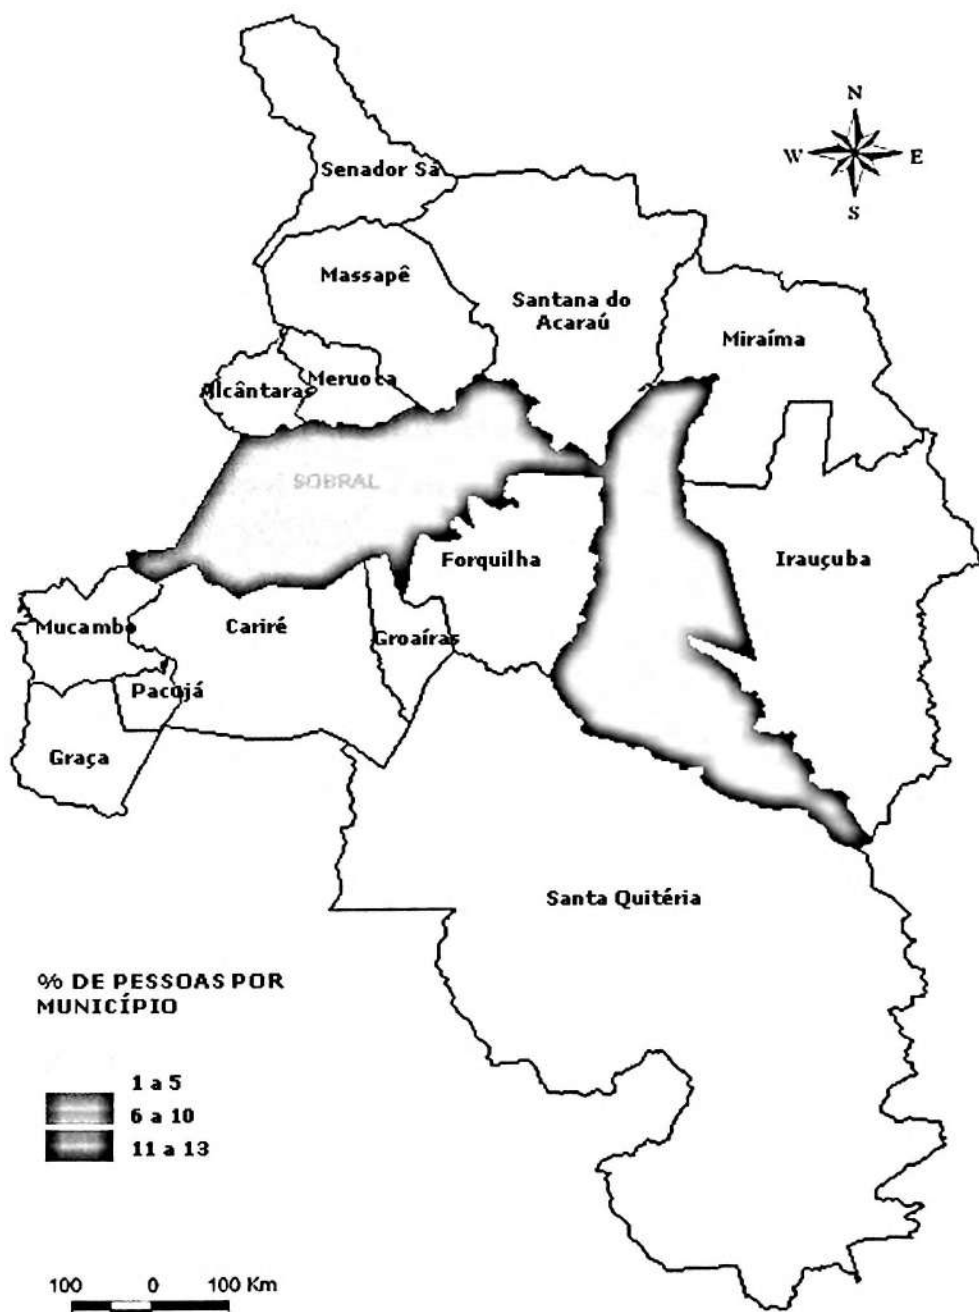 N
W E
S
Senador Sá
Massapê
Santana do
Acaraú
Miraíma
Meruoca
Alcântaras
SOBRAL
Forquilha
Irauçuba
Mucambo
Cariré
Groaíras
Pacujá
Graça
Santa Quitéria
% DE PESSOAS POR
MUNICÍPIO
1 a 5
6 a 10
11 a 13
100 0 100 Km